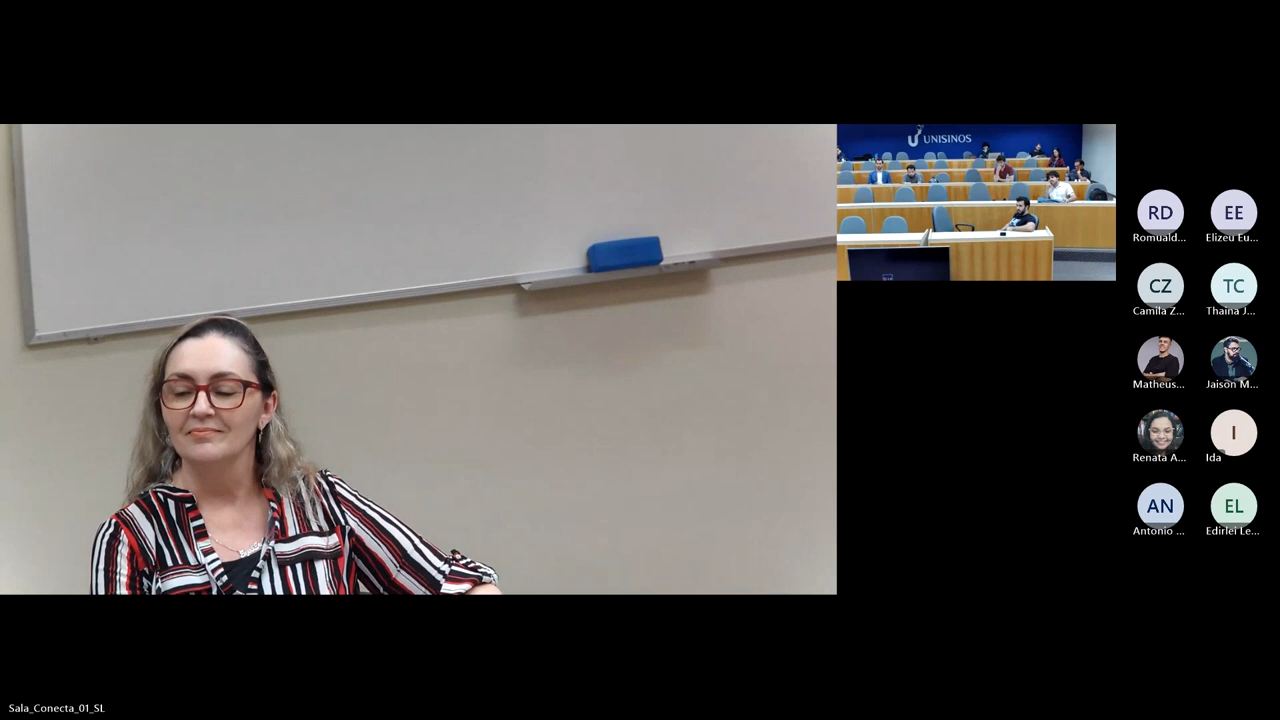 UNISINOS
RD
EE
Romuald...
Elizeu Eu...
CZ
TC
Camila Z...
Thainá J...
Matheus...
Jaison M...
I
Renata A...
Ida
AN
EL
Antonio ...
Edirlei Le...
Sala_Conecta_01_SL